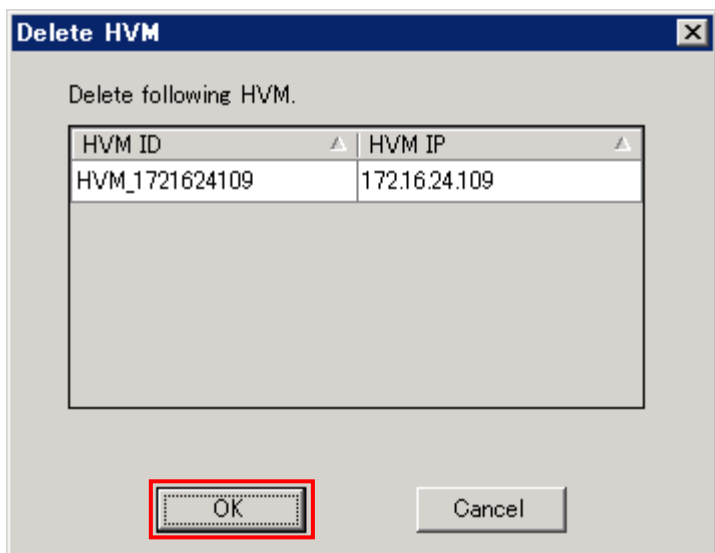 Delete HVM
Delete following HVM.
HVM ID HVM IP
HVM_1721624109 172.16.24.109
OK Cancel